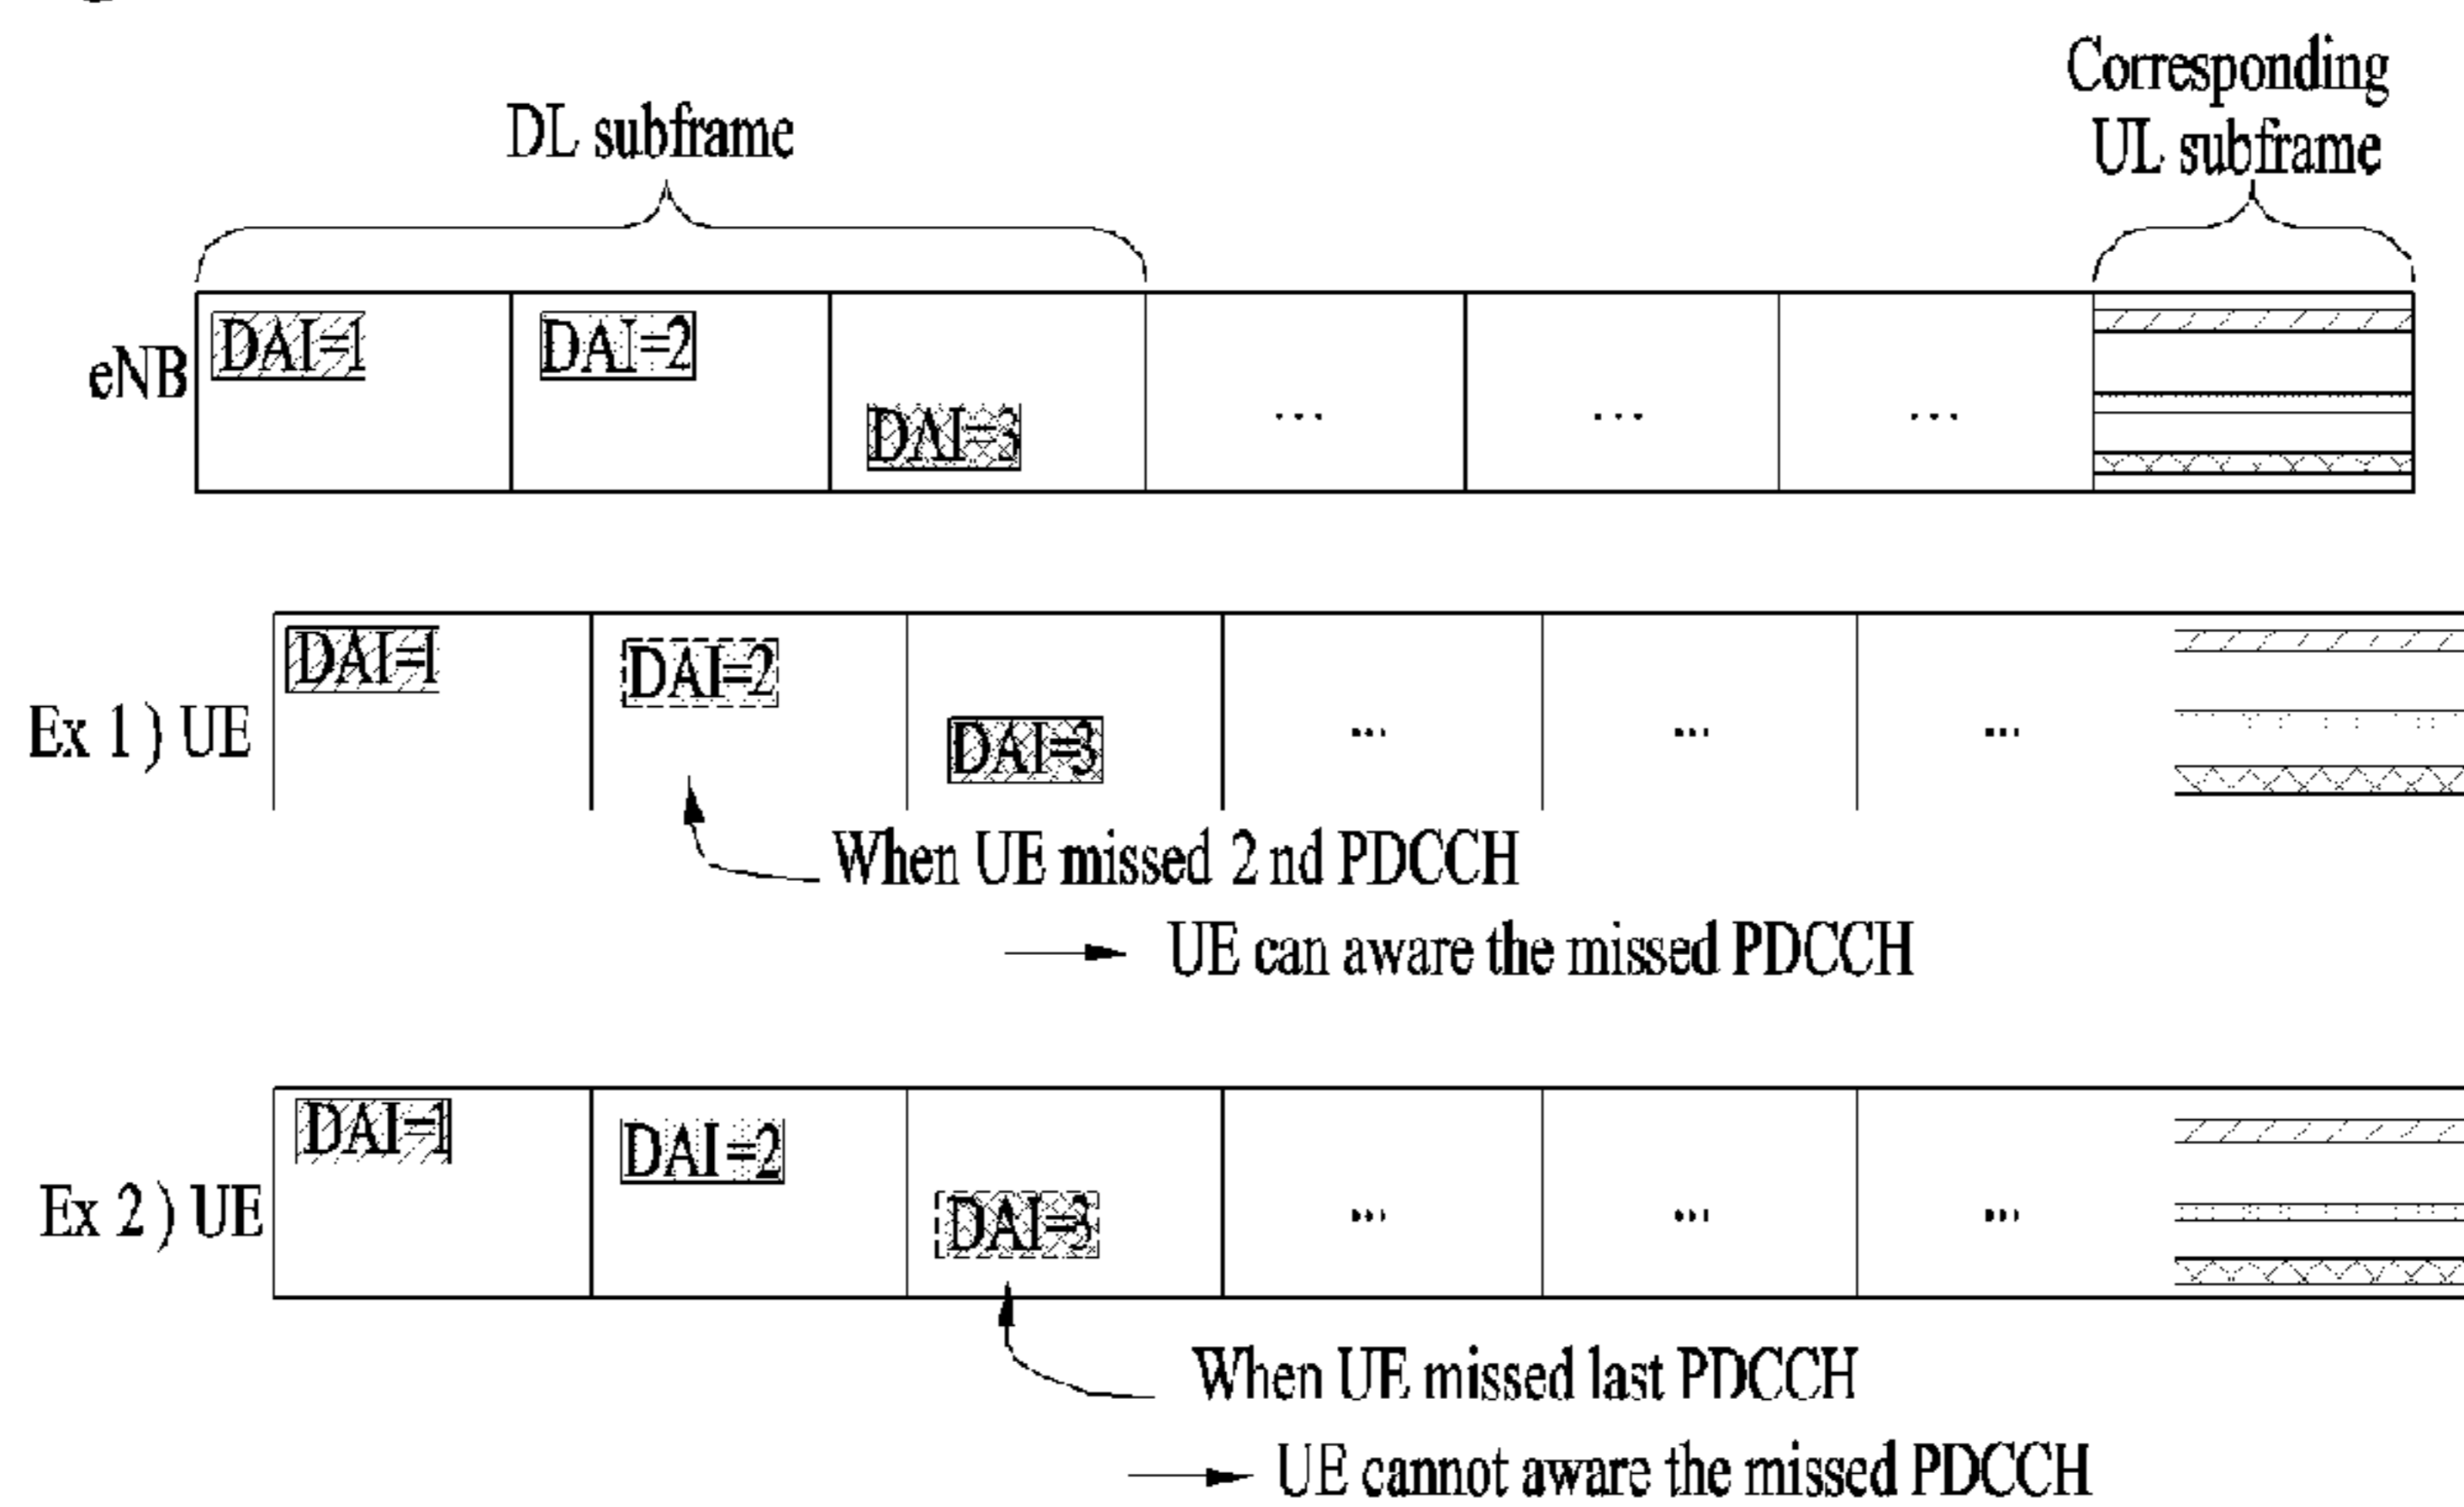 DL subframe
Corresponding
UL subframe
eNB
DAI=1
DAI=2
DAI=3
...
...
...
Ex 1 ) UE
DAI=1
DAI=2
DAI=3
...
...
...
When UE missed 2 nd PDCCH
UE can aware the missed PDCCH
Ex 2 ) UE
DAI=1
DAI=2
DAI=3
...
...
...
When UE missed last PDCCH
UE cannot aware the missed PDCCH